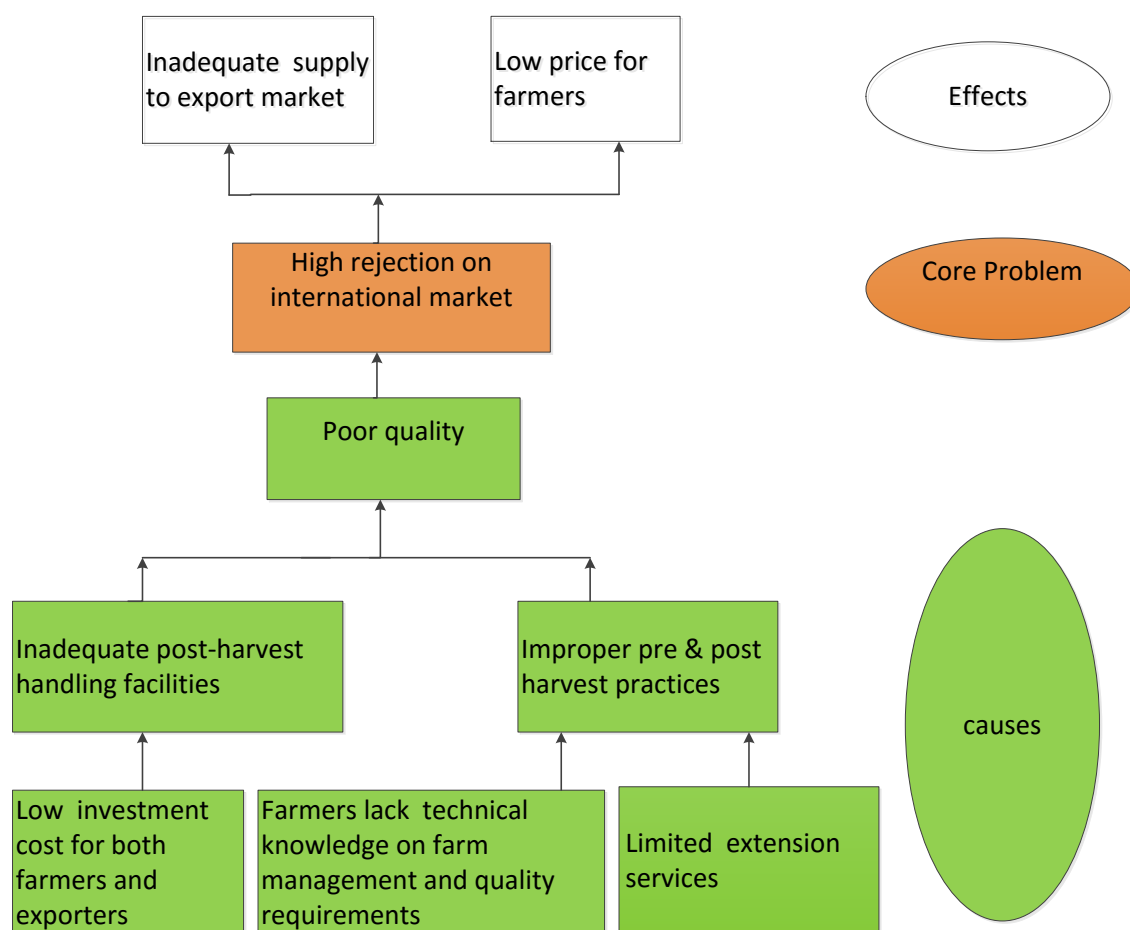 Inadequate supply
to export market
Low price for
farmers
Effects
High rejection on
international market
Core Problem
Poor quality
Inadequate post-harvest
handling facilities
Improper pre & post
harvest practices
causes
Low investment
cost for both
farmers and
exporters
Farmers lack technical
knowledge on farm
management and quality
requirements
Limited extension
services